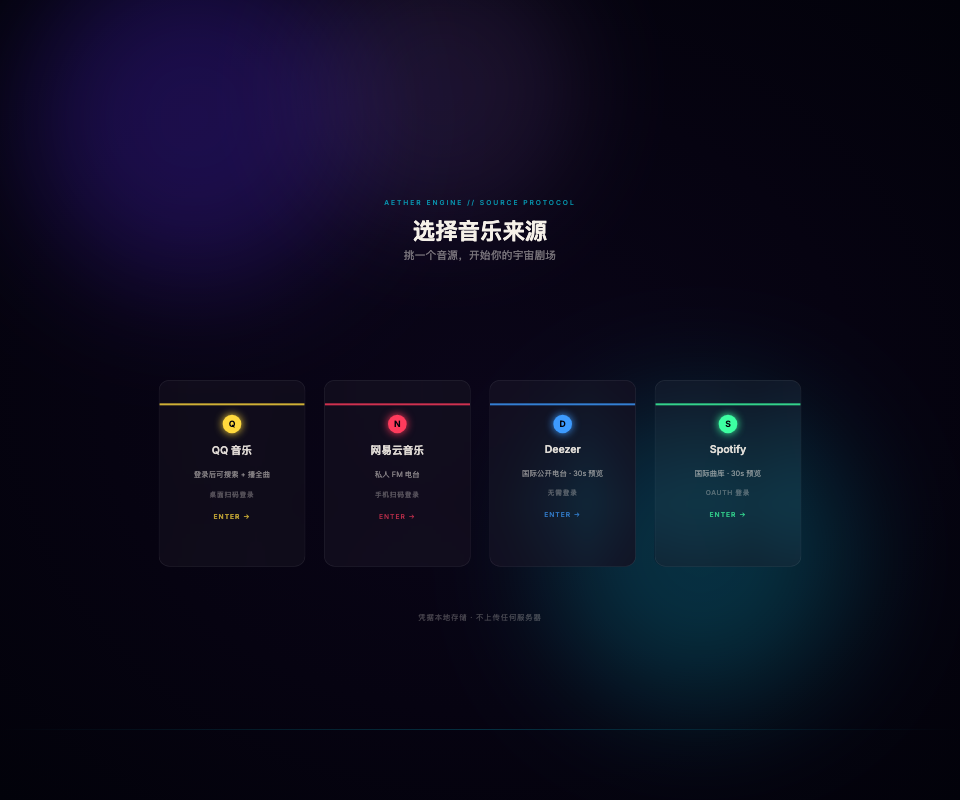 AETHER ENGINE // SOURCE PROTOCOL
选择音乐来源
挑一个音源，开始你的宇宙剧场
Q
QQ 音乐
登录后可搜索 + 播全曲
桌面扫码登录
ENTER →
N
网易云音乐
私人 FM 电台
手机扫码登录
ENTER →
D
Deezer
国际公开电台 · 30s 预览
无需登录
ENTER →
S
Spotify
国际曲库 · 30s 预览
OAUTH 登录
ENTER →
凭据本地存储 · 不上传任何服务器